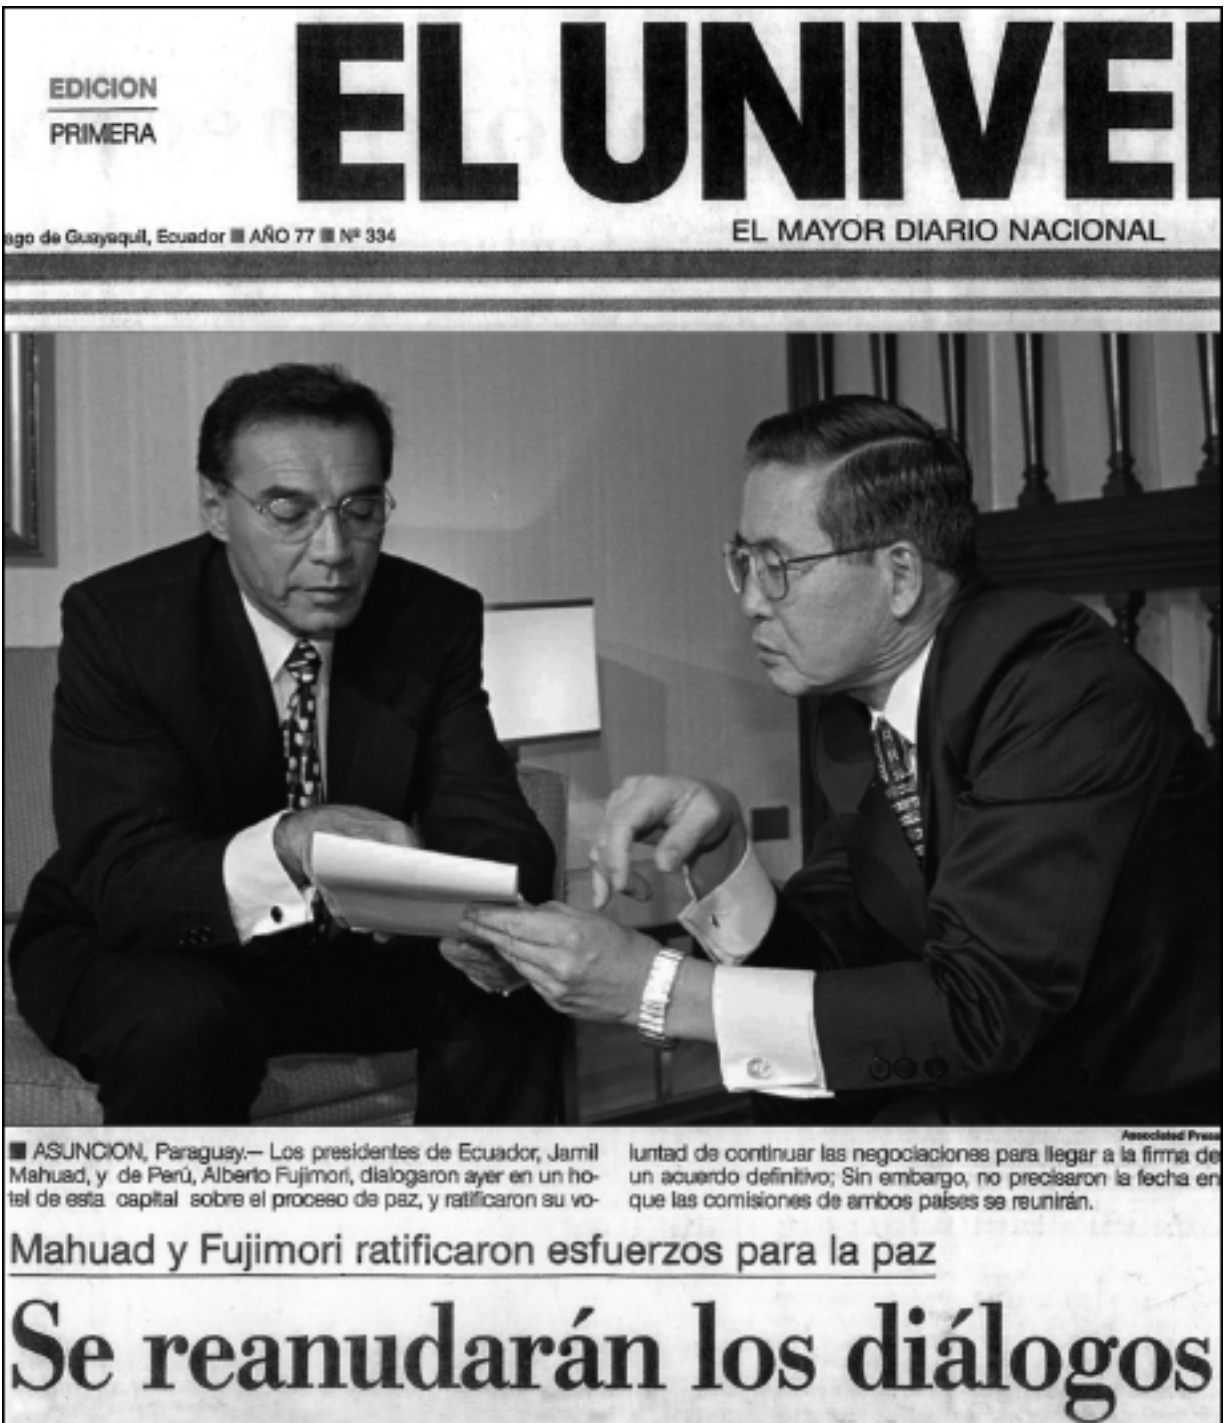 EDICION
PRIMERA
EL UNIVE
ago de Guayaquil, Ecuador ■ AÑO 77 ■ Nº 334
EL MAYOR DIARIO NACIONAL
Associated Press
■ ASUNCION, Paraguay.— Los presidentes de Ecuador, Jamil
Mahuad, y de Perú, Alberto Fujimori, dialogaron ayer en un ho-
tel de esta capital sobre el proceso de paz, y ratificaron su vo-
luntad de continuar las negociaciones para llegar a la firma de
un acuerdo definitivo; Sin embargo, no precisaron la fecha en
que las comisiones de ambos países se reunirán.
Mahuad y Fujimori ratificaron esfuerzos para la paz
Se reanudarán los diálogos